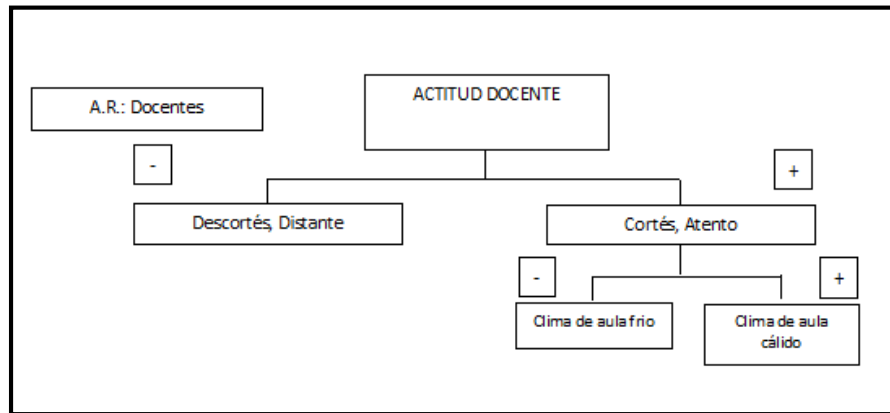 ACTITUD DOCENTE
A.R.: Docentes
-
+
Descortés, Distante
Cortés, Atento
-
+
Clima de aula frio
Clima de aula
cálido